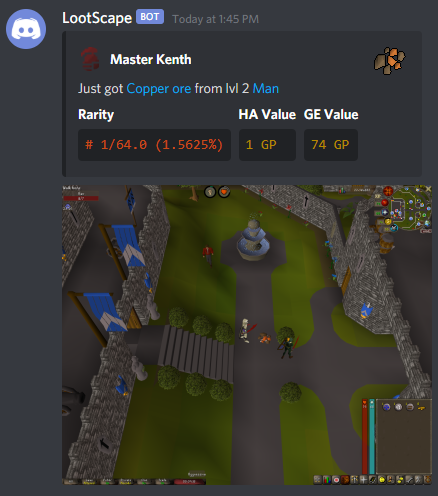 LootScape BOT Today at 1:45 PM
Master Kenth
Just got Copper ore from lvl 2 Man
Rarity HA Value GE Value
# 1/64.0 (1.5625%) 1 GP 74 GP